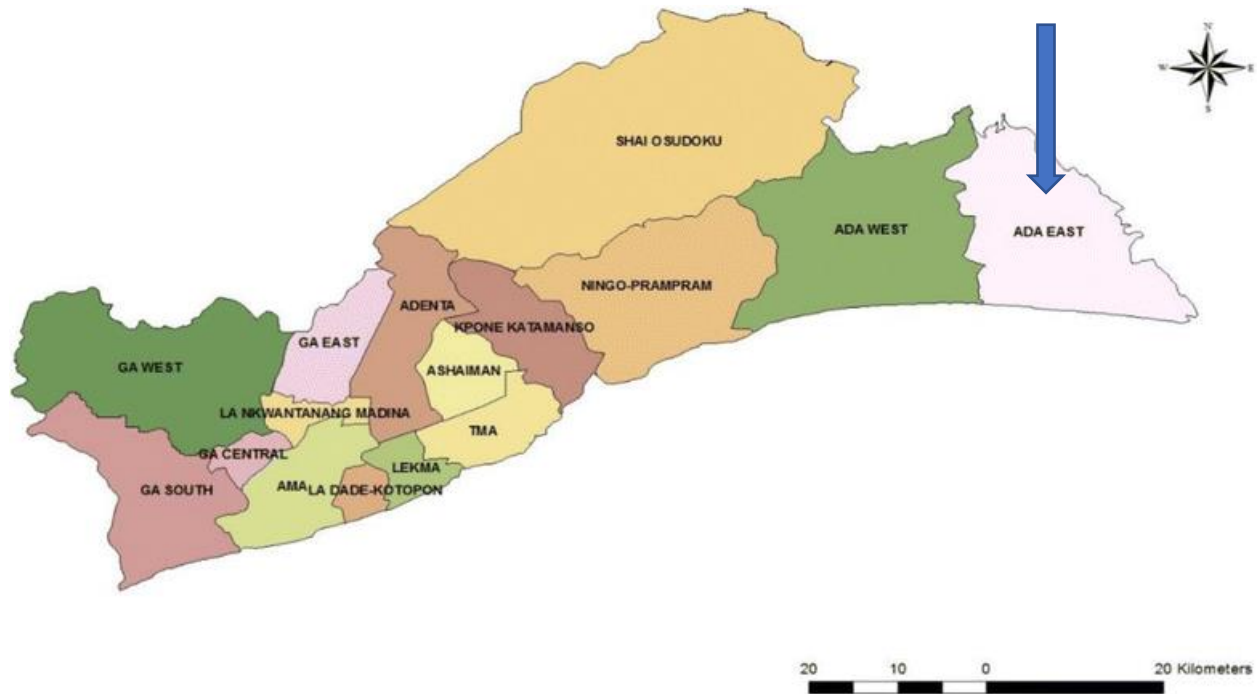 N
W E
S
SHAI OSUDOKU
ADA WEST
ADA EAST
NINGO-PRAMPRAM
ADENTA
KPONE KATAMANSO
GA EAST
GA WEST
ASHAIMAN
LA NKWANTANANG MADINA
TMA
GA CENTRAL
LEKMA
GA SOUTH
AMA
LA DADE-KOTOPON
20 10 0 20 Kilometers